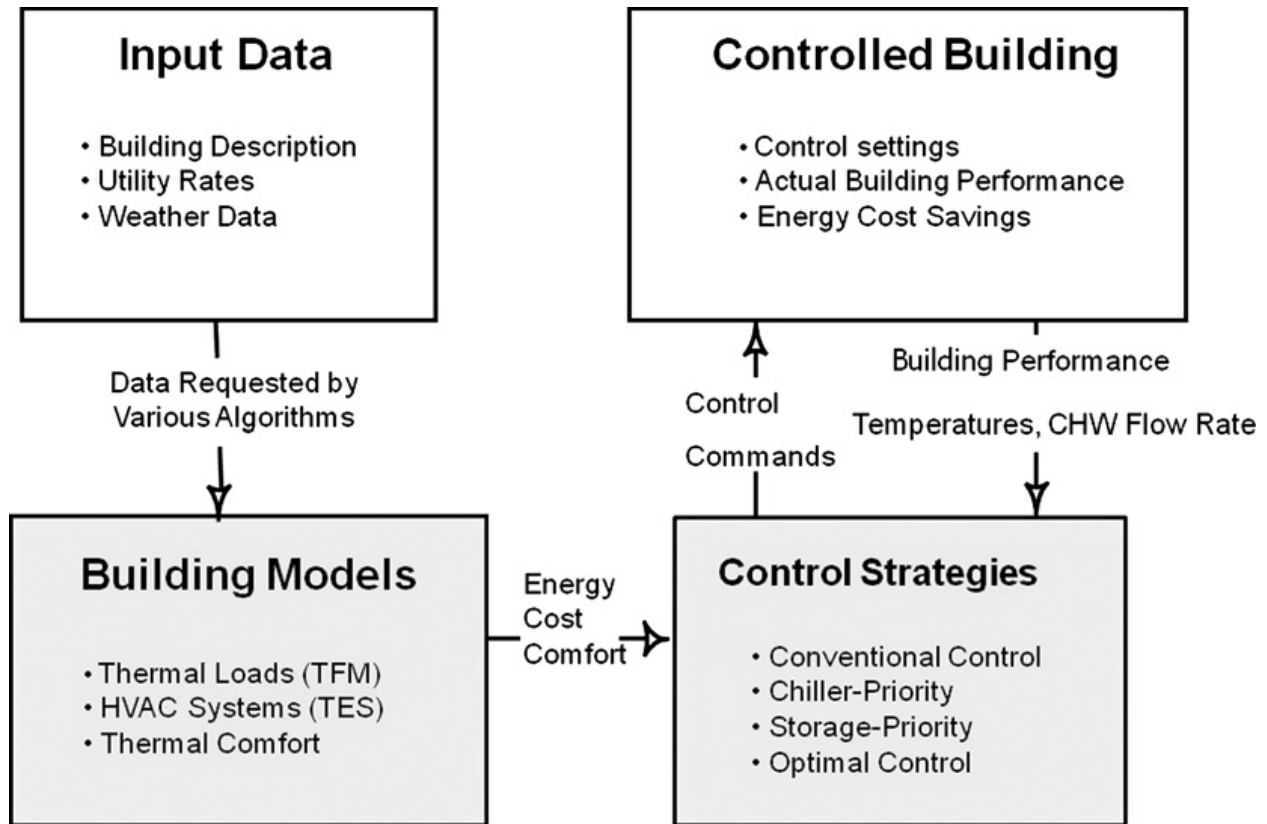 Input Data
• Building Description
• Utility Rates
• Weather Data
Controlled Building
• Control settings
• Actual Building Performance
• Energy Cost Savings
Data Requested by
Various Algorithms
Control
Commands
Building Performance
Temperatures, CHW Flow Rate
Building Models
• Thermal Loads (TFM)
• HVAC Systems (TES)
• Thermal Comfort
Energy
Cost
Comfort
Control Strategies
• Conventional Control
• Chiller-Priority
• Storage-Priority
• Optimal Control